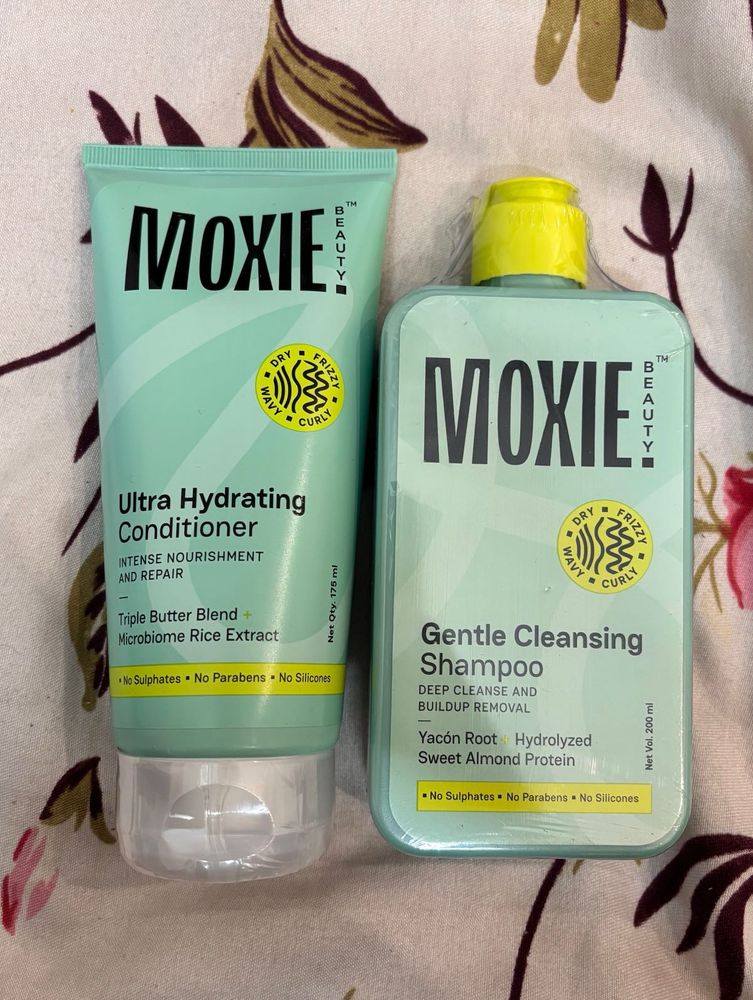 MOXIE!
BEAUTY
TM
DRY ▪ FRIZZY ▪ CURLY ▪ WAVY ▪
Ultra Hydrating
Conditioner
INTENSE NOURISHMENT
AND REPAIR
Triple Butter Blend +
Microbiome Rice Extract
Net Qty. 175 ml
▪ No Sulphates ▪ No Parabens ▪ No Silicones
MOXIE!
BEAUTY
TM
DRY ▪ FRIZZY ▪ CURLY ▪ WAVY ▪
Gentle Cleansing
Shampoo
DEEP CLEANSE AND
BUILDUP REMOVAL
Yacón Root + Hydrolyzed
Sweet Almond Protein
Net Vol. 200 ml
▪ No Sulphates ▪ No Parabens ▪ No Silicones